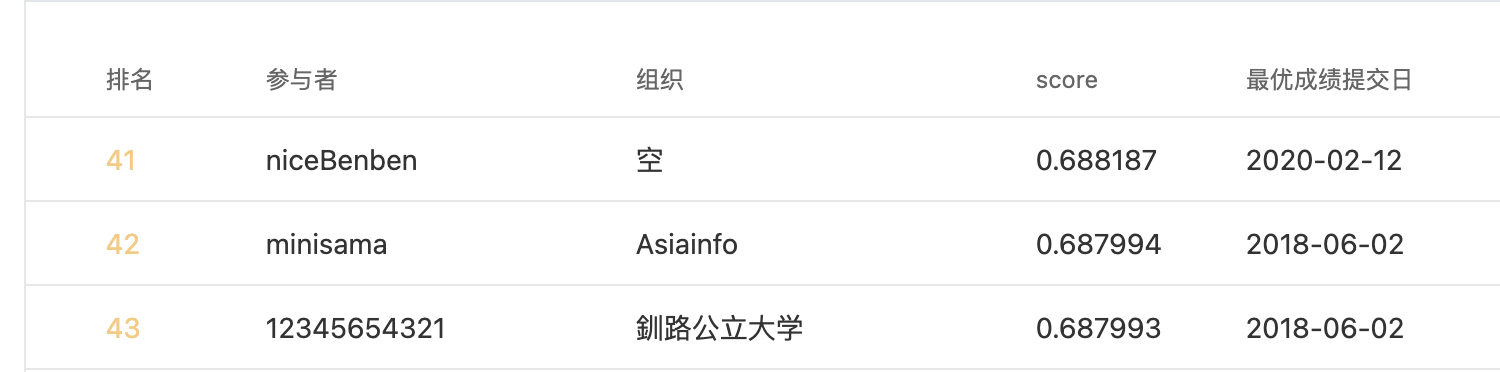 排名 参与者 组织 score 最优成绩提交日
41 niceBenben 空 0.688187 2020-02-12
42 minisama Asiainfo 0.687994 2018-06-02
43 12345654321 釧路公立大学 0.687993 2018-06-02